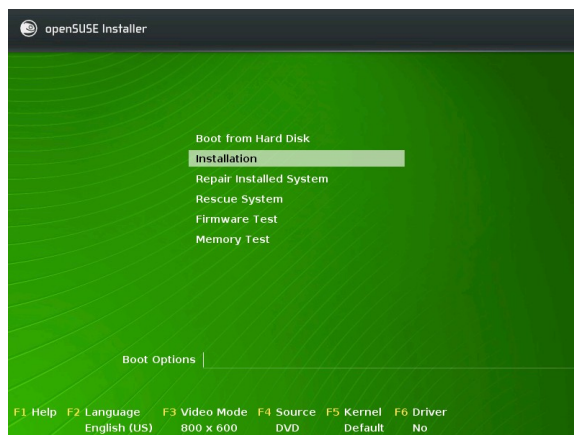 openSUSE Installer
Boot from Hard Disk
Installation
Repair Installed System
Rescue System
Firmware Test
Memory Test
Boot Options
F1 Help F2 Language F3 Video Mode F4 Source F5 Kernel F6 Driver
English (US) 800 x 600 DVD Default No